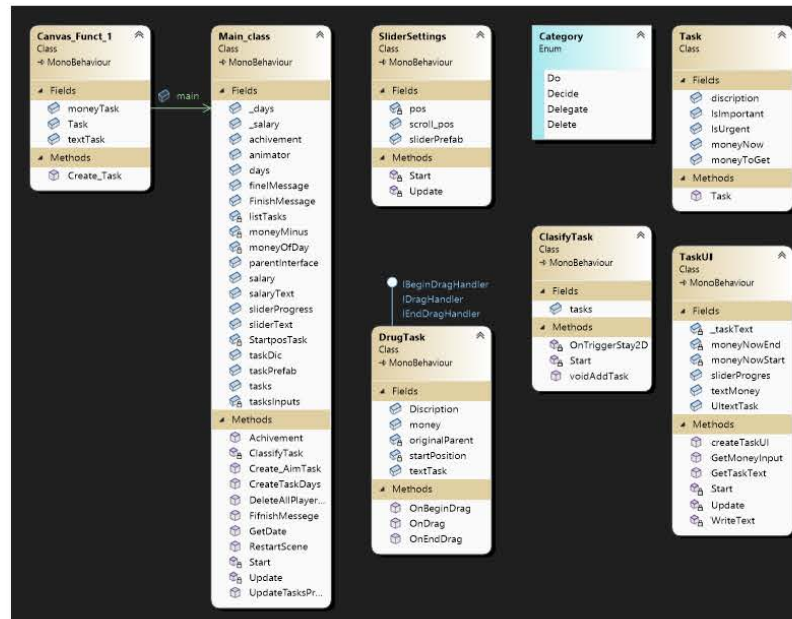 Canvas_Funct_1
Class
MonoBehaviour
Fields
moneyTask
Task
textTask
Methods
Create_Task
main
Main_class
Class
MonoBehaviour
Fields
_days
_salary
achivement
animator
days
finelMessage
FinishMessage
listTasks
moneyMinus
moneyOfDay
parentInterface
salary
salaryText
sliderProgress
sliderText
StartposTask
taskDic
taskPrefab
tasks
tasksInputs
Methods
Achivement
ClassifyTask
Create_AimTask
CreateTaskDays
DeleteAllPlayer...
FifnishMessege
GetDate
RestartScene
Start
Update
UpdateTasksPr...
SliderSettings
Class
MonoBehaviour
Fields
pos
scroll_pos
sliderPrefab
Methods
Start
Update
IBeginDragHandler
IDragHandler
IEndDragHandler
DrugTask
Class
MonoBehaviour
Fields
Discription
money
originalParent
startPosition
textTask
Methods
OnBeginDrag
OnDrag
OnEndDrag
Category
Enum
Do
Decide
Delegate
Delete
ClasifyTask
Class
MonoBehaviour
Fields
tasks
Methods
OnTriggerStay2D
Start
voidAddTask
Task
Class
Fields
discription
IsImportant
IsUrgent
moneyNow
moneyToGet
Methods
Task
TaskUI
Class
MonoBehaviour
Fields
_taskText
moneyNowEnd
moneyNowStart
sliderProgres
textMoney
UItextTask
Methods
createTaskUI
GetMoneyInput
GetTaskText
Start
Update
WriteText